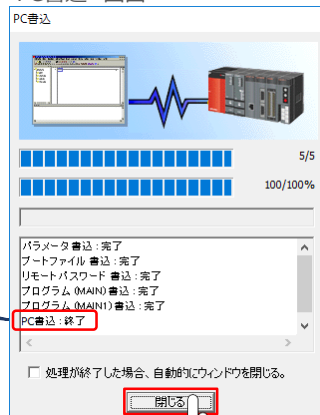 PC書込
5/5
100/100%
パラメータ書込:完了
ブートファイル 書込:完了
リモートパスワード 書込:完了
プログラム (MAIN)書込:完了
プログラム (MAIN1)書込:完了
PC書込:終了
処理が終了した場合、自動的にウィンドウを閉じる。
閉じる